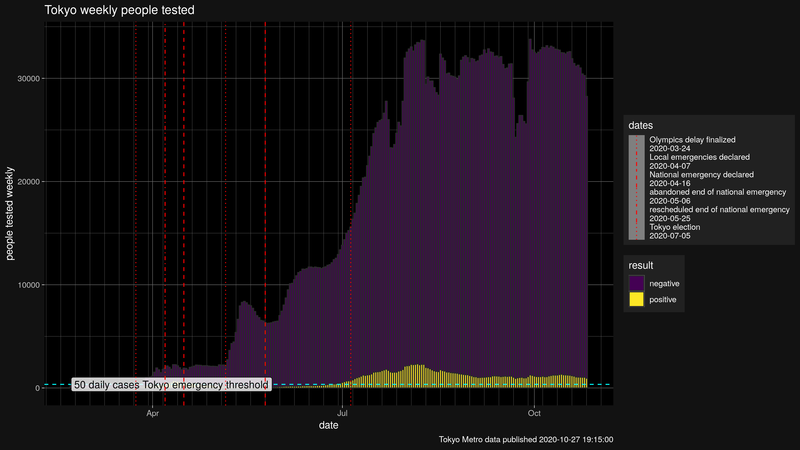 Tokyo weekly people tested
people tested weekly
30000
20000
10000
0
50 daily cases Tokyo emergency threshold
Apr
Jul
Oct
date
Tokyo Metro data published 2020-10-27 19:15:00
dates
Olympics delay finalized
2020-03-24
Local emergencies declared
2020-04-07
National emergency declared
2020-04-16
abandoned end of national emergency
2020-05-06
rescheduled end of national emergency
2020-05-25
Tokyo election
2020-07-05
result
negative
positive